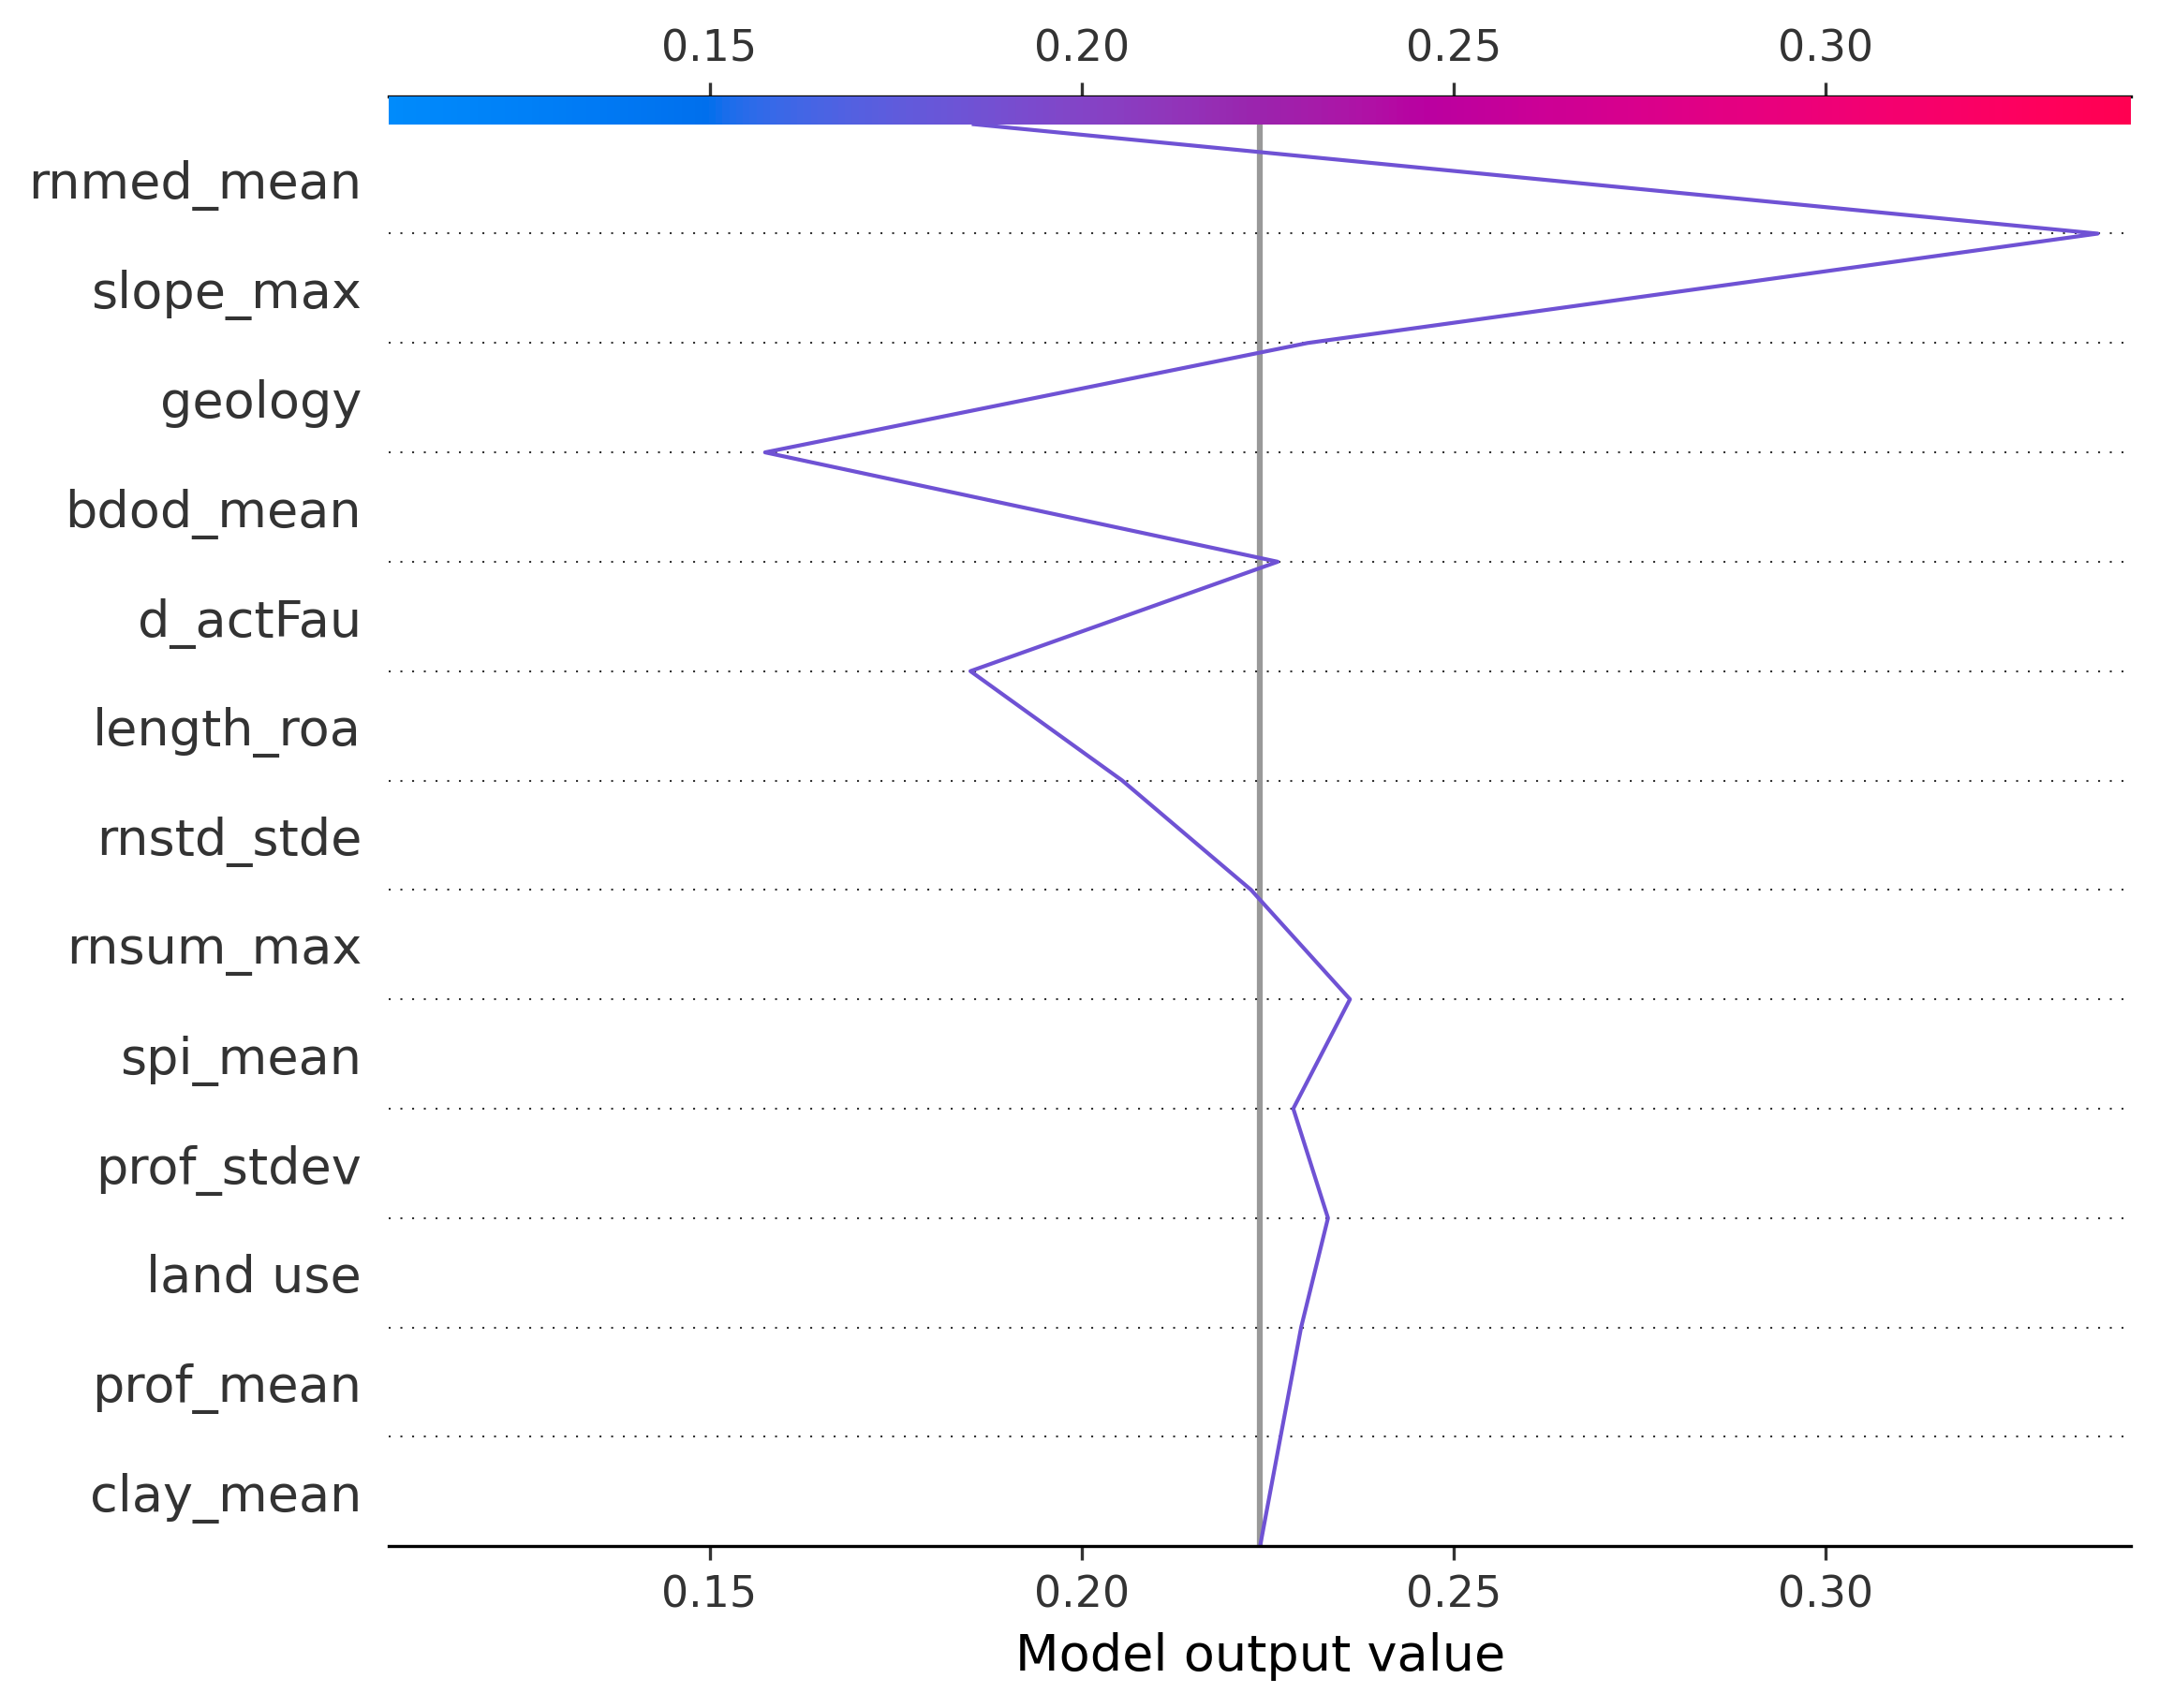 0.15 0.20 0.25 0.30
rnmed_mean
slope_max
geology
bdod_mean
d_actFau
length_roa
rnstd_stde
rnsum_max
spi_mean
prof_stdev
land use
prof_mean
clay_mean
0.15 0.20 0.25 0.30
Model output value